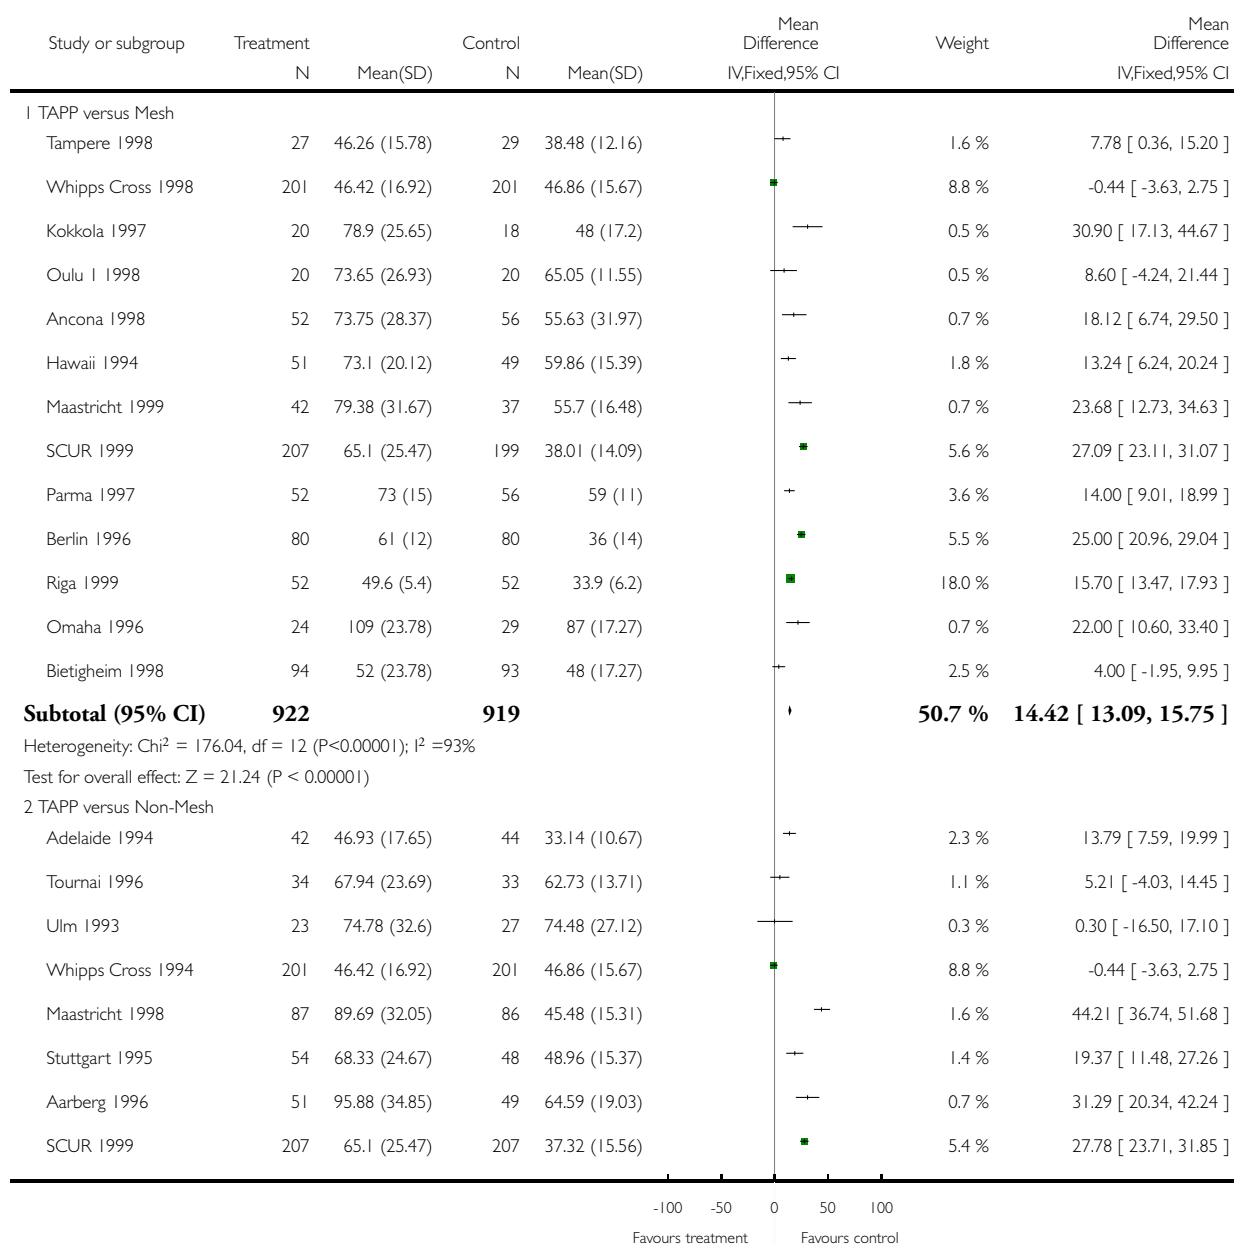 Study or subgroup Treatment Control Mean Difference Weight Mean Difference
N Mean(SD) N Mean(SD) IV,Fixed,95% CI IV,Fixed,95% CI
1 TAPP versus Mesh
Tampere 1998 27 46.26 (15.78) 29 38.48 (12.16) 1.6 % 7.78 [ 0.36, 15.20 ]
Whipps Cross 1998 201 46.42 (16.92) 201 46.86 (15.67) 8.8 % -0.44 [ -3.63, 2.75 ]
Kokkola 1997 20 78.9 (25.65) 18 48 (17.2) 0.5 % 30.90 [ 17.13, 44.67 ]
Oulu 1 1998 20 73.65 (26.93) 20 65.05 (11.55) 0.5 % 8.60 [ -4.24, 21.44 ]
Ancona 1998 52 73.75 (28.37) 56 55.63 (31.97) 0.7 % 18.12 [ 6.74, 29.50 ]
Hawaii 1994 51 73.1 (20.12) 49 59.86 (15.39) 1.8 % 13.24 [ 6.24, 20.24 ]
Maastricht 1999 42 79.38 (31.67) 37 55.7 (16.48) 0.7 % 23.68 [ 12.73, 34.63 ]
SCUR 1999 207 65.1 (25.47) 199 38.01 (14.09) 5.6 % 27.09 [ 23.11, 31.07 ]
Parma 1997 52 73 (15) 56 59 (11) 3.6 % 14.00 [ 9.01, 18.99 ]
Berlin 1996 80 61 (12) 80 36 (14) 5.5 % 25.00 [ 20.96, 29.04 ]
Riga 1999 52 49.6 (5.4) 52 33.9 (6.2) 18.0 % 15.70 [ 13.47, 17.93 ]
Omaha 1996 24 109 (23.78) 29 87 (17.27) 0.7 % 22.00 [ 10.60, 33.40 ]
Bietigheim 1998 94 52 (23.78) 93 48 (17.27) 2.5 % 4.00 [ -1.95, 9.95 ]
Subtotal (95% CI) 922 919 50.7 % 14.42 [ 13.09, 15.75 ]
Heterogeneity: Chi² = 176.04, df = 12 (P<0.00001); I² =93%
Test for overall effect: Z = 21.24 (P < 0.00001)
2 TAPP versus Non-Mesh
Adelaide 1994 42 46.93 (17.65) 44 33.14 (10.67) 2.3 % 13.79 [ 7.59, 19.99 ]
Tournai 1996 34 67.94 (23.69) 33 62.73 (13.71) 1.1 % 5.21 [ -4.03, 14.45 ]
Ulm 1993 23 74.78 (32.6) 27 74.48 (27.12) 0.3 % 0.30 [ -16.50, 17.10 ]
Whipps Cross 1994 201 46.42 (16.92) 201 46.86 (15.67) 8.8 % -0.44 [ -3.63, 2.75 ]
Maastricht 1998 87 89.69 (32.05) 86 45.48 (15.31) 1.6 % 44.21 [ 36.74, 51.68 ]
Stuttgart 1995 54 68.33 (24.67) 48 48.96 (15.37) 1.4 % 19.37 [ 11.48, 27.26 ]
Aarberg 1996 51 95.88 (34.85) 49 64.59 (19.03) 0.7 % 31.29 [ 20.34, 42.24 ]
SCUR 1999 207 65.1 (25.47) 207 37.32 (15.56) 5.4 % 27.78 [ 23.71, 31.85 ]
-100 -50 0 50 100
Favours treatment Favours control